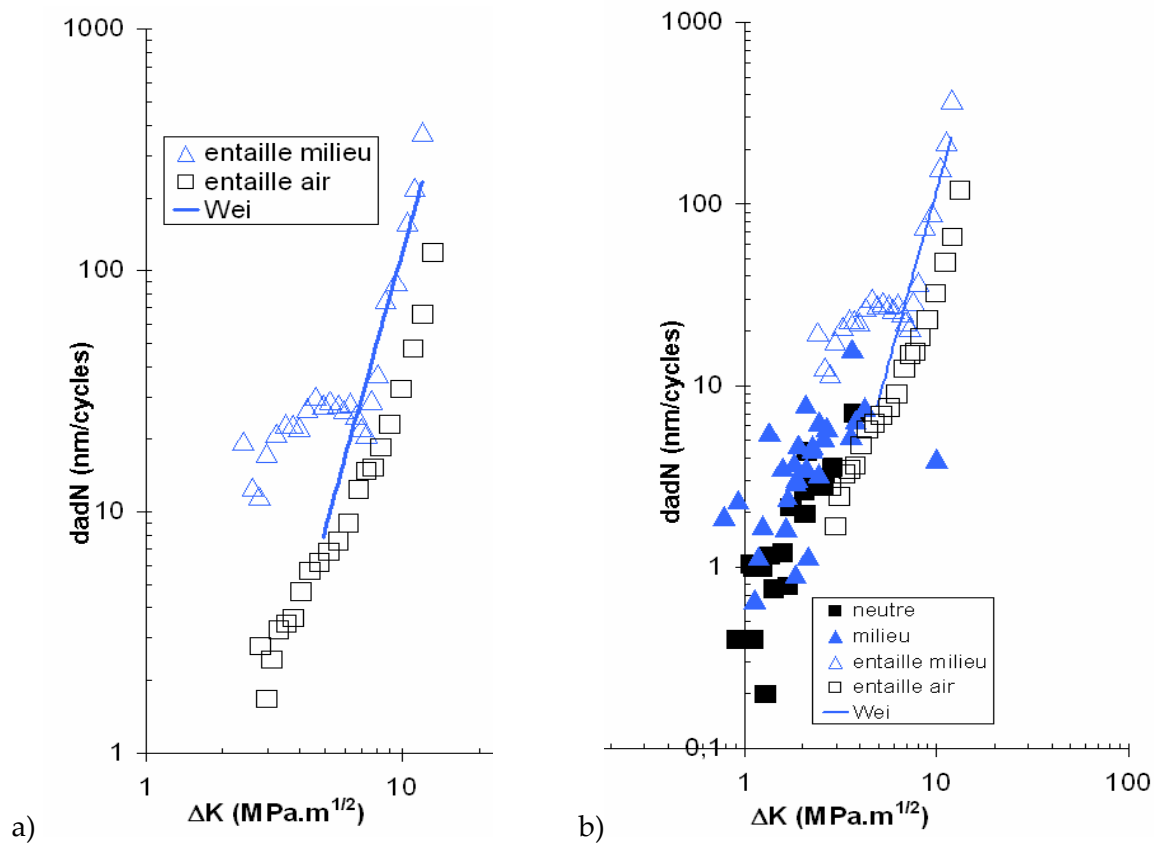 1000
100
10
1
dadN (nm/cycles)
entaille milieu
entaille air
Wei
1
10
ΔK (MPa.m1/2)
a)
1000
100
10
1
0,1
dadN (nm/cycles)
neutre
milieu
entaille milieu
entaille air
Wei
1
10
100
ΔK (MPa.m1/2)
b)